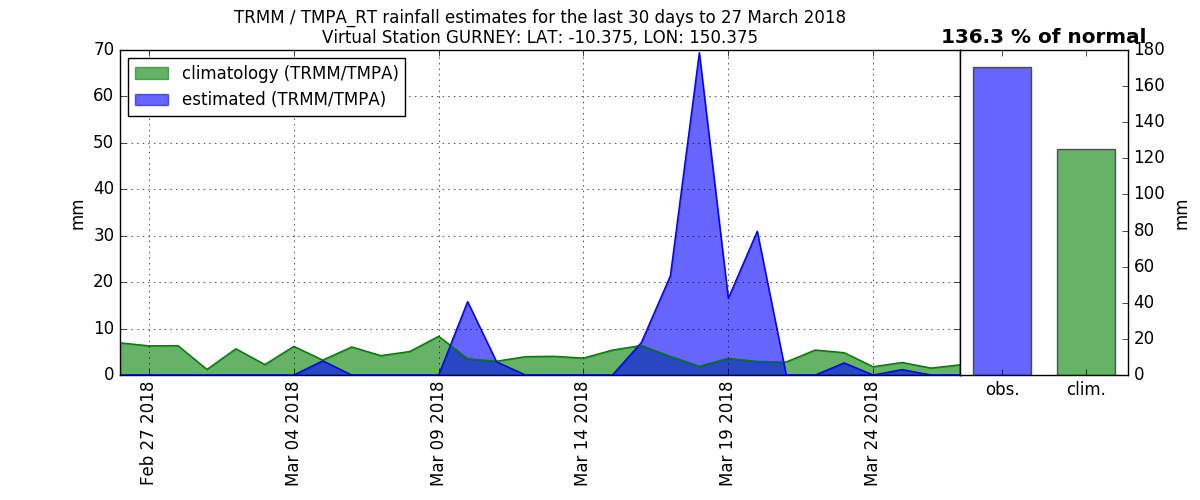 TRMM / TMPA_RT rainfall estimates for the last 30 days to 27 March 2018
Virtual Station GURNEY: LAT: -10.375, LON: 150.375
136.3 % of normal
climatology (TRMM/TMPA)
estimated (TRMM/TMPA)
mm
70
60
50
40
30
20
10
0
Feb 27 2018
Mar 04 2018
Mar 09 2018
Mar 14 2018
Mar 19 2018
Mar 24 2018
180
160
140
120
100
80
60
40
20
0
mm
obs.
clim.